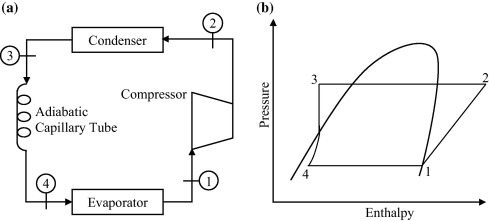 (a)
2
Condenser
3
Compressor
Adiabatic
Capillary Tube
4
1
Evaporator
(b)
Pressure
3
2
4
1
Enthalpy